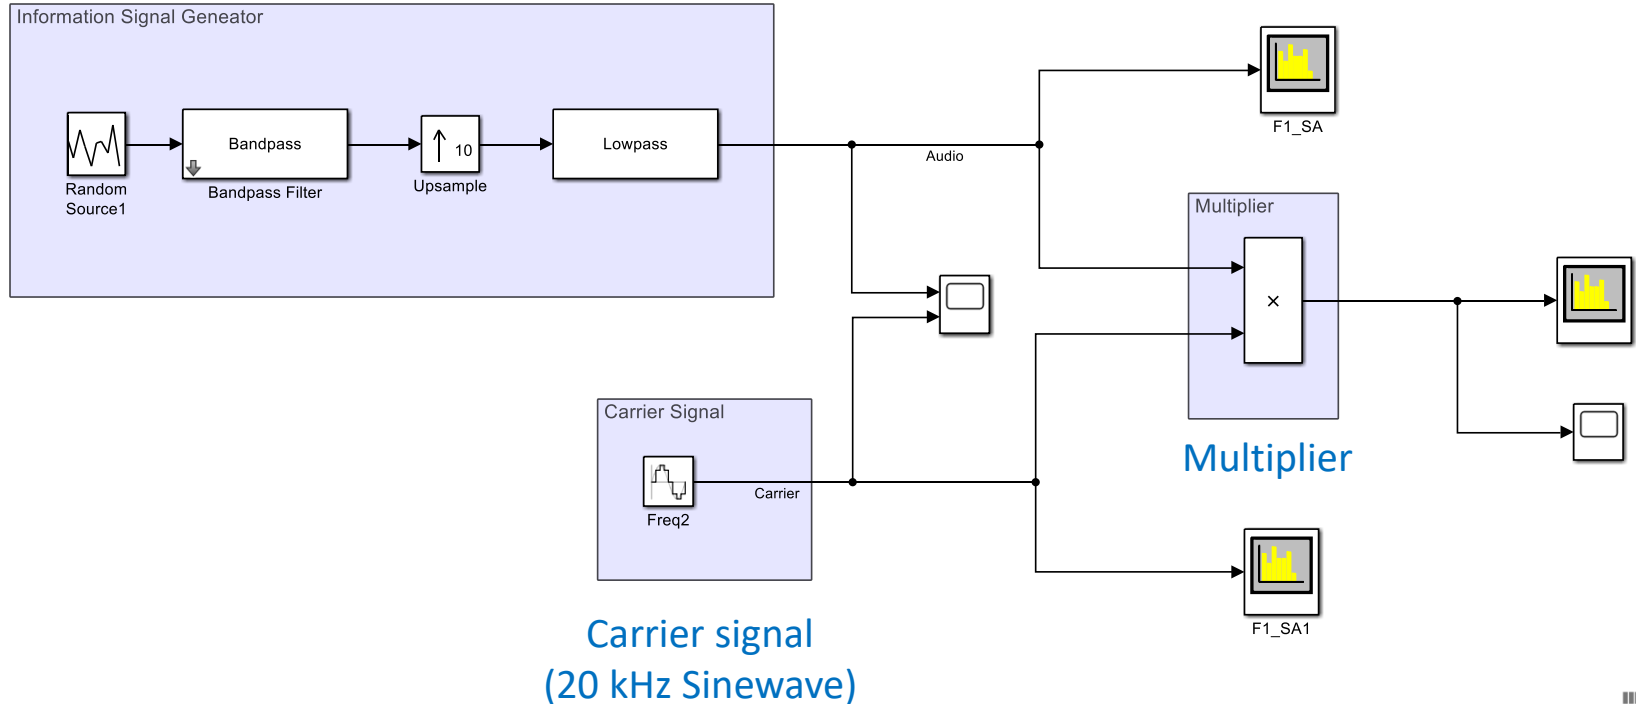 Information Signal Geneator
Random
Source1
Bandpass
Bandpass Filter
10
Upsample
Lowpass
Audio
F1_SA
Multiplier
×
Multiplier
Carrier Signal
Freq2
Carrier
F1_SA1
Carrier signal
(20 kHz Sinewave)